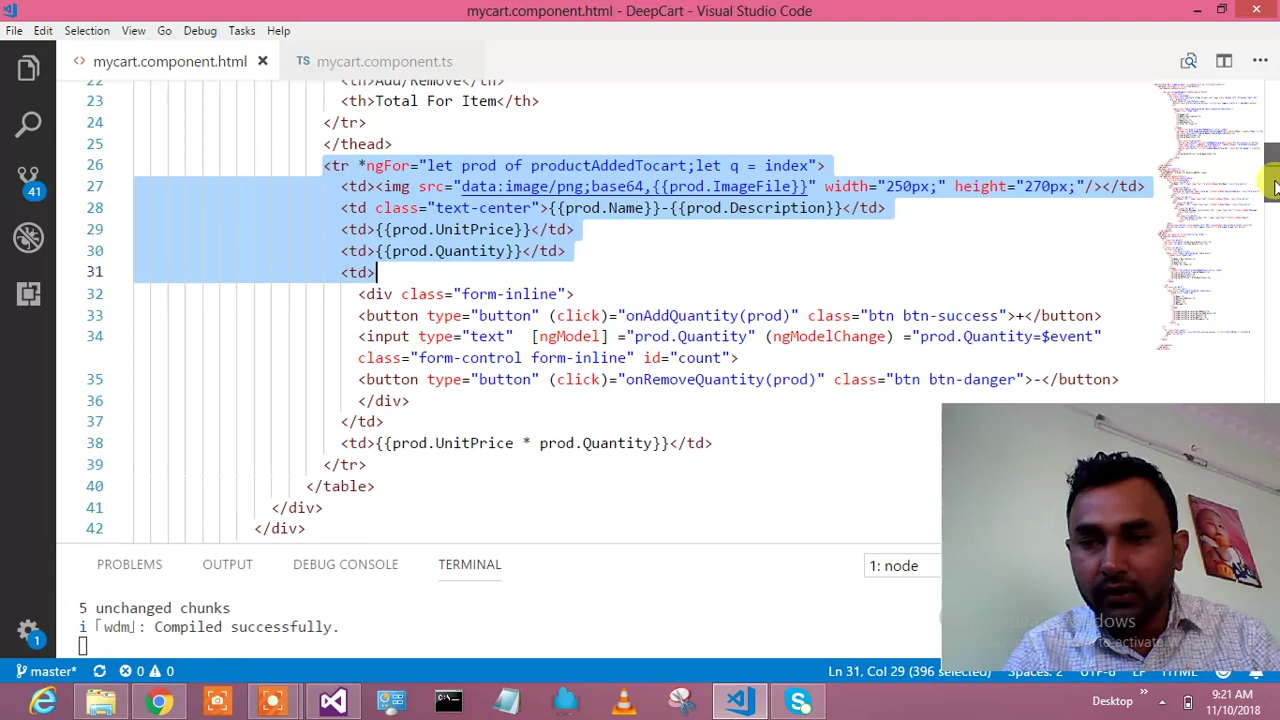 mycart.component.html - DeepCart - Visual Studio Code
File Edit Selection View Go Debug Tasks Help
<> mycart.component.html × TS mycart.component.ts
22 <th>Add/Remove</th>
23 <th>Total For
24 </tr>
25 </thead>
26 <tr *ngFor="let prod of productAddedTocart;let q = index">
27 <td><img src="data:image/png;base64,{{prod.ImageFile}}" width="250px;" height="270px;"/></td>
28 <td class="text-center">{{prod.Name}}-{{prod.Description}}</td>
29 <td>{{prod.UnitPrice}}</td>
30 <td>{{prod.Quantity}}</td>
31 <td>
32 <div class="form-inline">
33 <button type="button" (click)="onAddQuantity(prod)" class="btn btn-success">+</button>
34 <input type="text" [ngModel] ="prod.Quantity" (ngModelChange) ="prod.Quantity=$event"
class="form-control form-inline" id="count">
35 <button type="button" (click)="onRemoveQuantity(prod)" class="btn btn-danger">-</button>
36 </div>
37 </td>
38 <td>{{prod.UnitPrice * prod.Quantity}}</td>
39 </tr>
40 </table>
41 </div>
42 </div>
41
PROBLEMS OUTPUT DEBUG CONSOLE TERMINAL 1: node
5 unchanged chunks
i ｢wdm｣: Compiled successfully.
1
master* 0 0 Ln 31, Col 29 (396 selected) Spaces: 2 UTF-8 LF HTML
Desktop 9:21 AM
11/10/2018